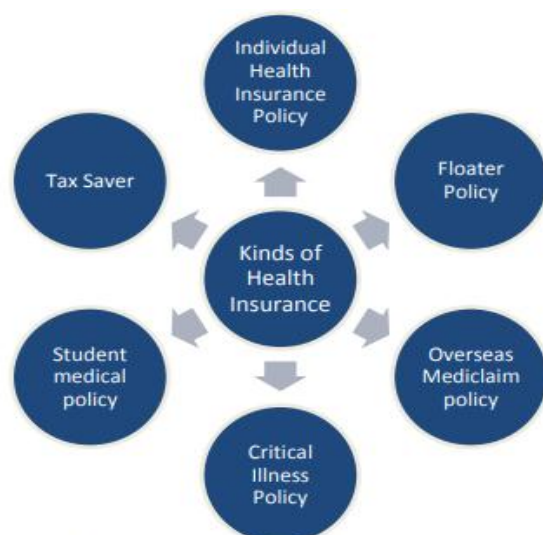 Individual
Health
Insurance
Policy
Tax Saver
Floater
Policy
Kinds of
Health
Insurance
Student
medical
policy
Overseas
Mediclaim
policy
Critical
Illness
Policy